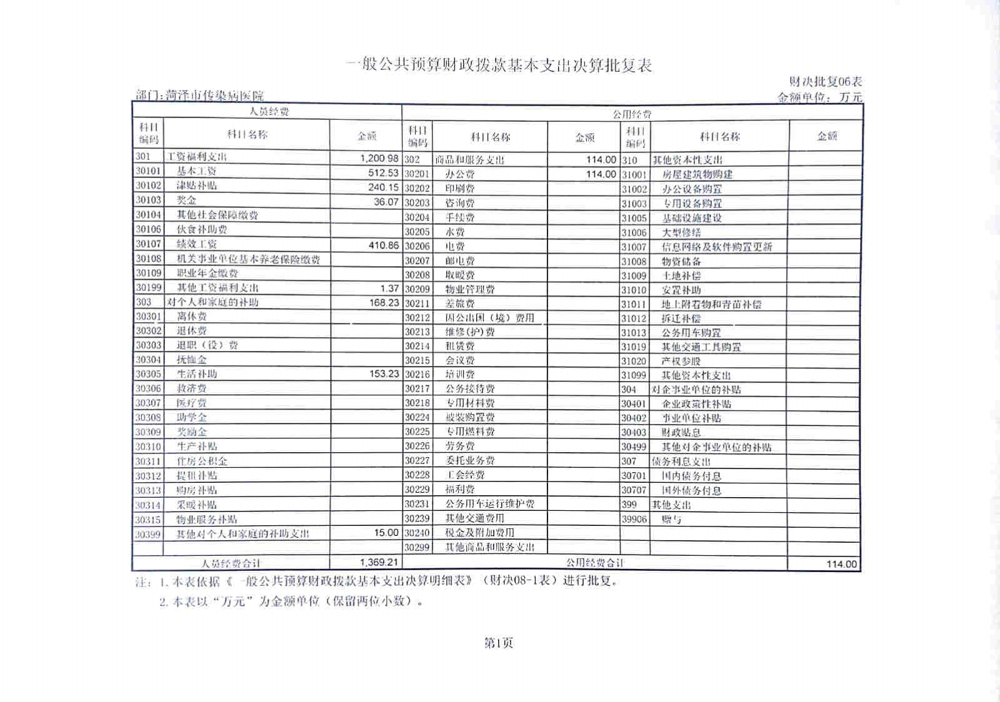 一般公共预算财政拨款基本支出决算批复表
财决批复06表
部门:菏泽市传染病医院 金额单位：万元
人员经费 公用经费
科目编码 科目名称 金额 科目编码 科目名称 金额 科目编码 科目名称 金额
301 工资福利支出 1,200.98 302 商品和服务支出 114.00 310 其他资本性支出
30101 基本工资 512.53 30201 办公费 114.00 31001 房屋建筑物购建
30102 津贴补贴 240.15 30202 印刷费 31002 办公设备购置
30103 奖金 36.07 30203 咨询费 31003 专用设备购置
30104 其他社会保障缴费 30204 手续费 31005 基础设施建设
30106 伙食补助费 30205 水费 31006 大型修缮
30107 绩效工资 410.86 30206 电费 31007 信息网络及软件购置更新
30108 机关事业单位基本养老保险缴费 30207 邮电费 31008 物资储备
30109 职业年金缴费 30208 取暖费 31009 土地补偿
30199 其他工资福利支出 1.37 30209 物业管理费 31010 安置补助
303 对个人和家庭的补助 168.23 30211 差旅费 31011 地上附着物和青苗补偿
30301 离休费 30212 因公出国（境）费用 31012 拆迁补偿
30302 退休费 30213 维修(护)费 31013 公务用车购置
30303 退职（役）费 30214 租赁费 31019 其他交通工具购置
30304 抚恤金 30215 会议费 31020 产权参股
30305 生活补助 153.23 30216 培训费 31099 其他资本性支出
30306 救济费 30217 公务接待费 304 对企事业单位的补贴
30307 医疗费 30218 专用材料费 30401 企业政策性补贴
30308 助学金 30224 被装购置费 30402 事业单位补贴
30309 奖励金 30225 专用燃料费 30403 财政贴息
30310 生产补贴 30226 劳务费 30499 其他对企事业单位的补贴
30311 住房公积金 30227 委托业务费 307 债务利息支出
30312 提租补贴 30228 工会经费 30701 国内债务付息
30313 购房补贴 30229 福利费 30707 国外债务付息
30314 采暖补贴 30231 公务用车运行维护费 399 其他支出
30315 物业服务补贴 30239 其他交通费用 39906 赠与
30399 其他对个人和家庭的补助支出 15.00 30240 税金及附加费用
30299 其他商品和服务支出
人员经费合计 1,369.21 公用经费合计 114.00
注：1.本表依据《一般公共预算财政拨款基本支出决算明细表》（财决08-1表）进行批复。
2.本表以“万元”为金额单位（保留两位小数）。
第1页